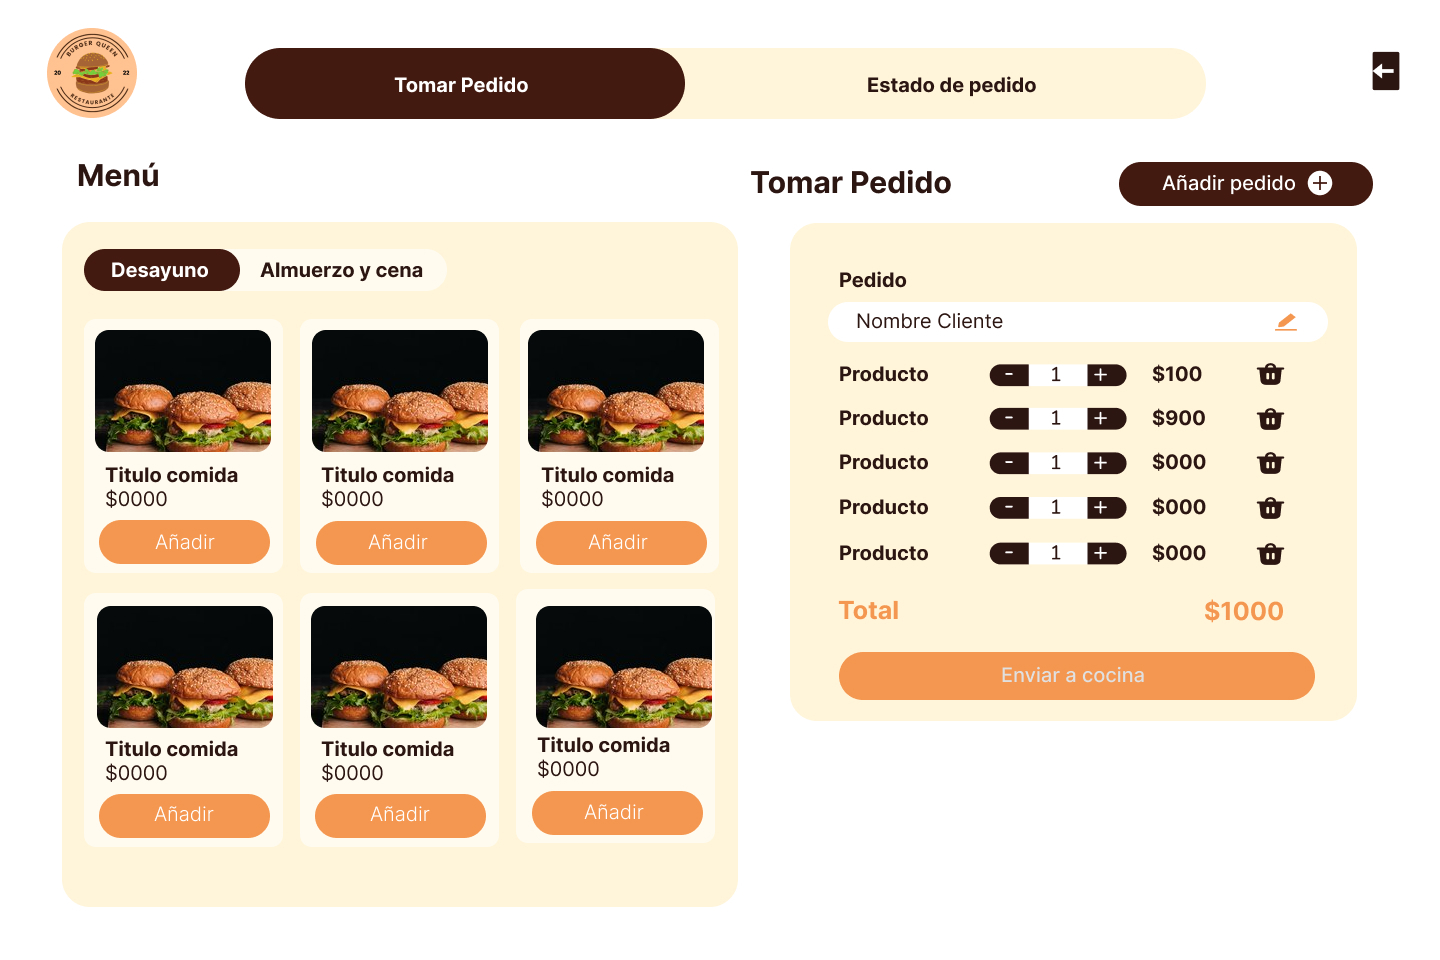 BURGER QUEEN
20 22
RESTAURANTE
Tomar Pedido
Estado de pedido
Menú
Tomar Pedido
Añadir pedido
Desayuno
Almuerzo y cena
Titulo comida
$0000
Añadir
Titulo comida
$0000
Añadir
Titulo comida
$0000
Añadir
Titulo comida
$0000
Añadir
Titulo comida
$0000
Añadir
Titulo comida
$0000
Añadir
Pedido
Nombre Cliente
Producto - 1 + $100
Producto - 1 + $900
Producto - 1 + $000
Producto - 1 + $000
Producto - 1 + $000
Total $1000
Enviar a cocina